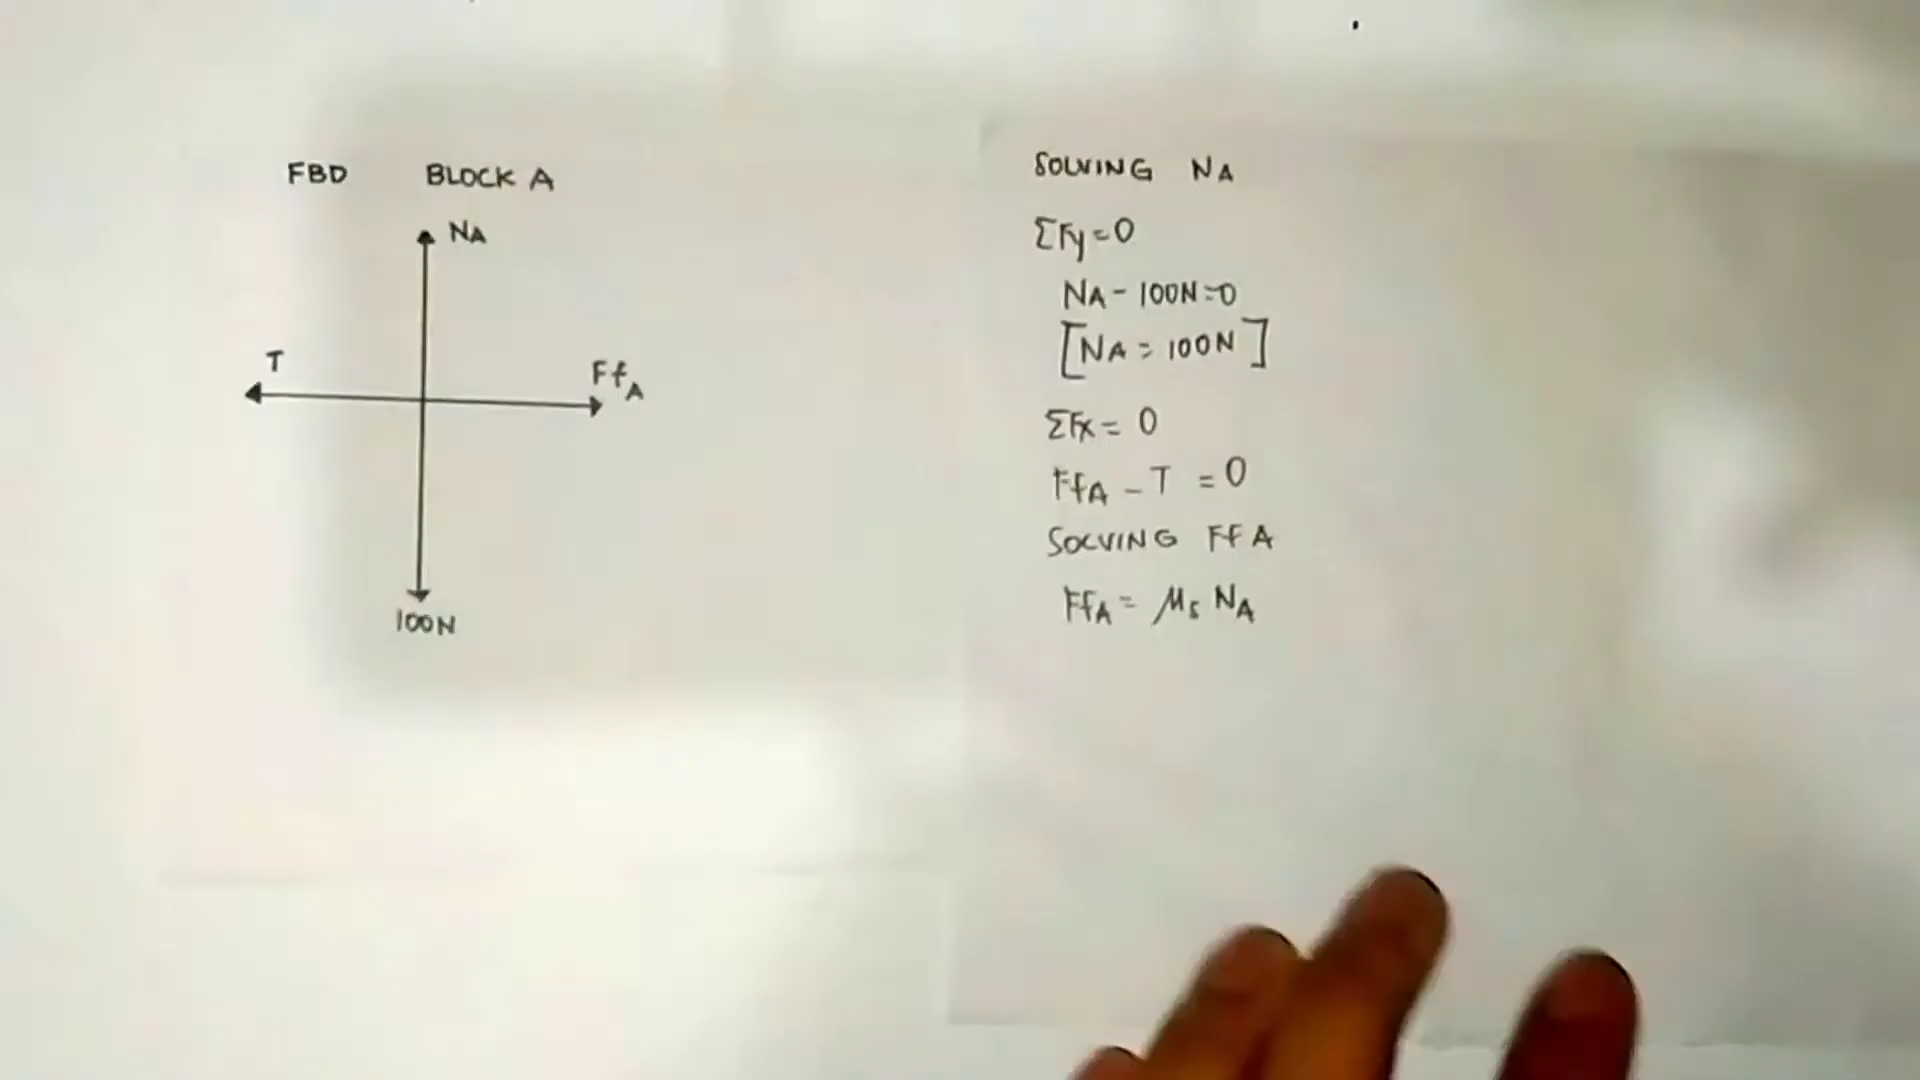 FBD BLOCK A
NA
T
FfA
100N
SOLVING NA
ΣFy=0
NA - 100N=0
[NA = 100N]
ΣFx = 0
FfA - T = 0
SOLVING FfA
FfA = μs NA